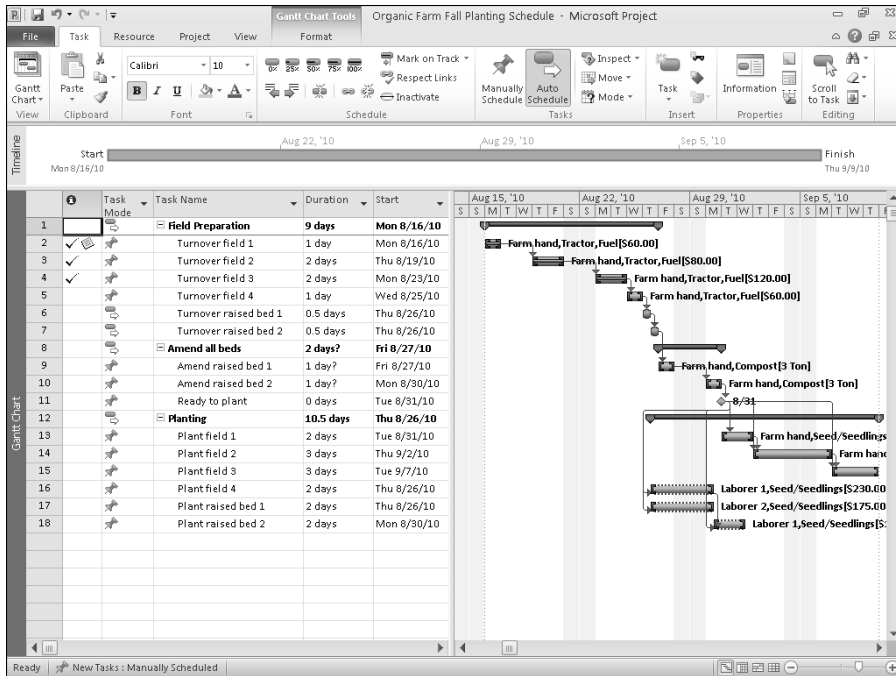 Gantt Chart Tools Organic Farm Fall Planting Schedule - Microsoft Project
File Task Resource Project View Format
Calibri 10
0% 25% 50% 75% 100%
Mark on Track
Respect Links
Inactivate
Inspect
Move
Mode
Gantt Chart
Paste
B I U A
Manually Schedule
Auto Schedule
Task
Information
Scroll to Task
View Clipboard Font Schedule Tasks Insert Properties Editing
Timeline
Aug 22, '10 Aug 29, '10 Sep 5, '10
Start
Mon 8/16/10
Finish
Thu 9/9/10
Gantt Chart
Task Mode Task Name Duration Start
Aug 15, '10 Aug 22, '10 Aug 29, '10 Sep 5, '10
S S M T W T F S S M T W T F S S M T W T F S S M T W T F
1 Field Preparation 9 days Mon 8/16/10
2 Turnover field 1 1 day Mon 8/16/10 Farm hand,Tractor,Fuel[$60.00]
3 Turnover field 2 2 days Thu 8/19/10 Farm hand,Tractor,Fuel[$80.00]
4 Turnover field 3 2 days Mon 8/23/10 Farm hand,Tractor,Fuel[$120.00]
5 Turnover field 4 1 day Wed 8/25/10 Farm hand,Tractor,Fuel[$60.00]
6 Turnover raised bed 1 0.5 days Thu 8/26/10
7 Turnover raised bed 2 0.5 days Thu 8/26/10
8 Amend all beds 2 days? Fri 8/27/10
9 Amend raised bed 1 1 day? Fri 8/27/10 Farm hand,Compost[3 Ton]
10 Amend raised bed 2 1 day? Mon 8/30/10 Farm hand,Compost[3 Ton]
11 Ready to plant 0 days Tue 8/31/10 8/31
12 Planting 10.5 days Thu 8/26/10
13 Plant field 1 2 days Tue 8/31/10 Farm hand,Seed/Seedlings
14 Plant field 2 3 days Thu 9/2/10 Farm hand
15 Plant field 3 3 days Tue 9/7/10
16 Plant field 4 2 days Thu 8/26/10 Laborer 1,Seed/Seedlings[$230.00
17 Plant raised bed 1 2 days Thu 8/26/10 Laborer 2,Seed/Seedlings[$175.00
18 Plant raised bed 2 2 days Mon 8/30/10 Laborer 1,Seed/Seedlings[$
Ready New Tasks : Manually Scheduled